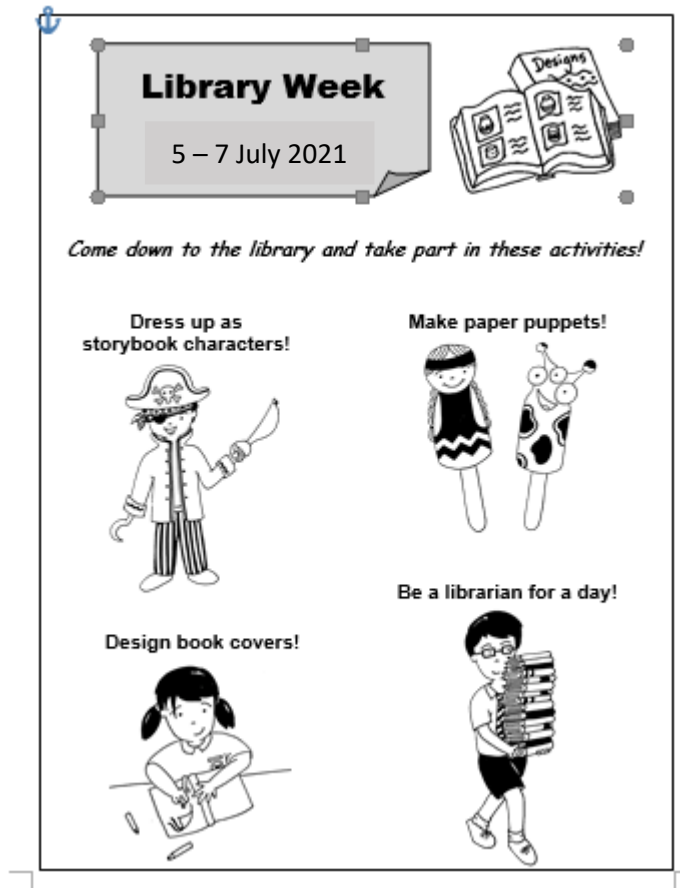 Library Week
Designs
5 – 7 July 2021
Come down to the library and take part in these activities!
Dress up as
storybook characters!
Make paper puppets!
Be a librarian for a day!
Design book covers!